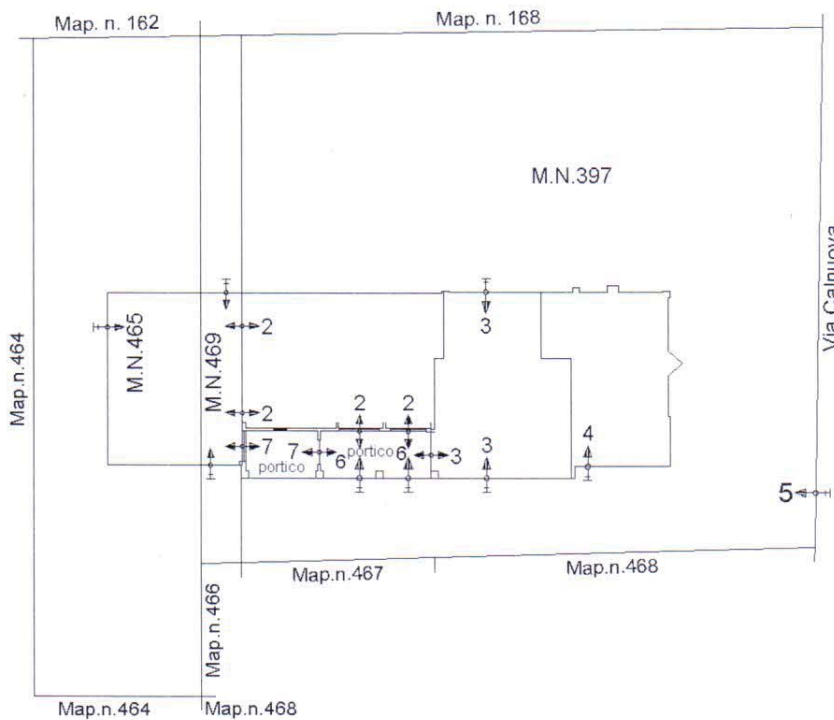 Map. n. 162
Map. n. 168
M.N.397
Via Calnuova
Map.n.464
M.N.465
M.N.469
2
3
2
2
2
7
7
6
portico
6
3
3
4
portico
5
Map.n.467
Map.n.468
Map.n.466
Map.n.464
Map.n.468